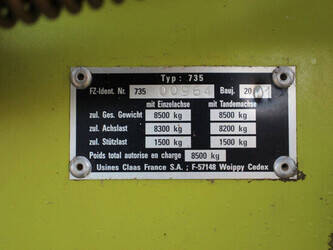 Typ: 735
FZ-Ident. Nr. 735 00964 Bauj. 2001
mit Einzelachse mit Tandemachse
zul. Ges. Gewicht 8500 kg 8500 kg
zul. Achslast 8300 kg 8200 kg
zul. Stützlast 1500 kg 1500 kg
Poids total autorise en charge 8500 kg
Usines Claas France S.A.; F-57148 Woippy Cedex